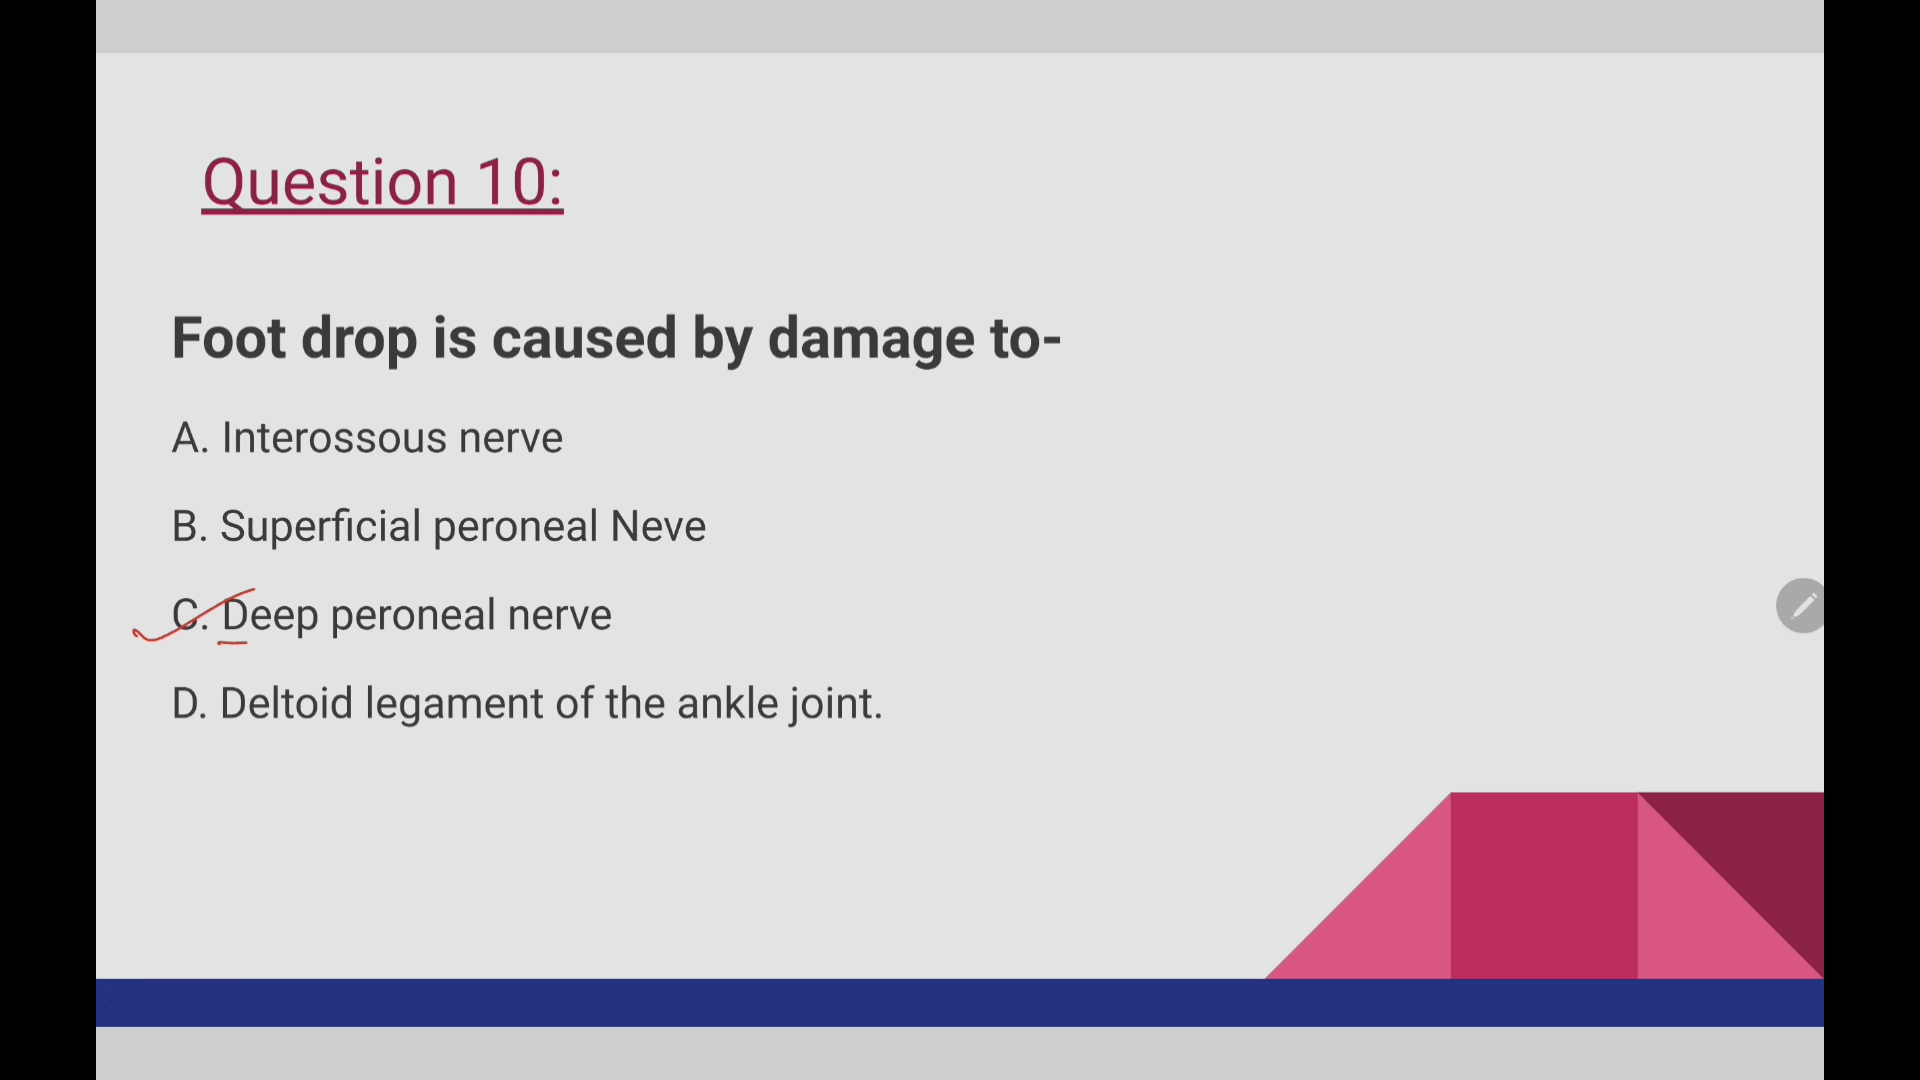 Question 10:
Foot drop is caused by damage to-
A. Interossous nerve
B. Superficial peroneal Neve
C. Deep peroneal nerve
D. Deltoid legament of the ankle joint.